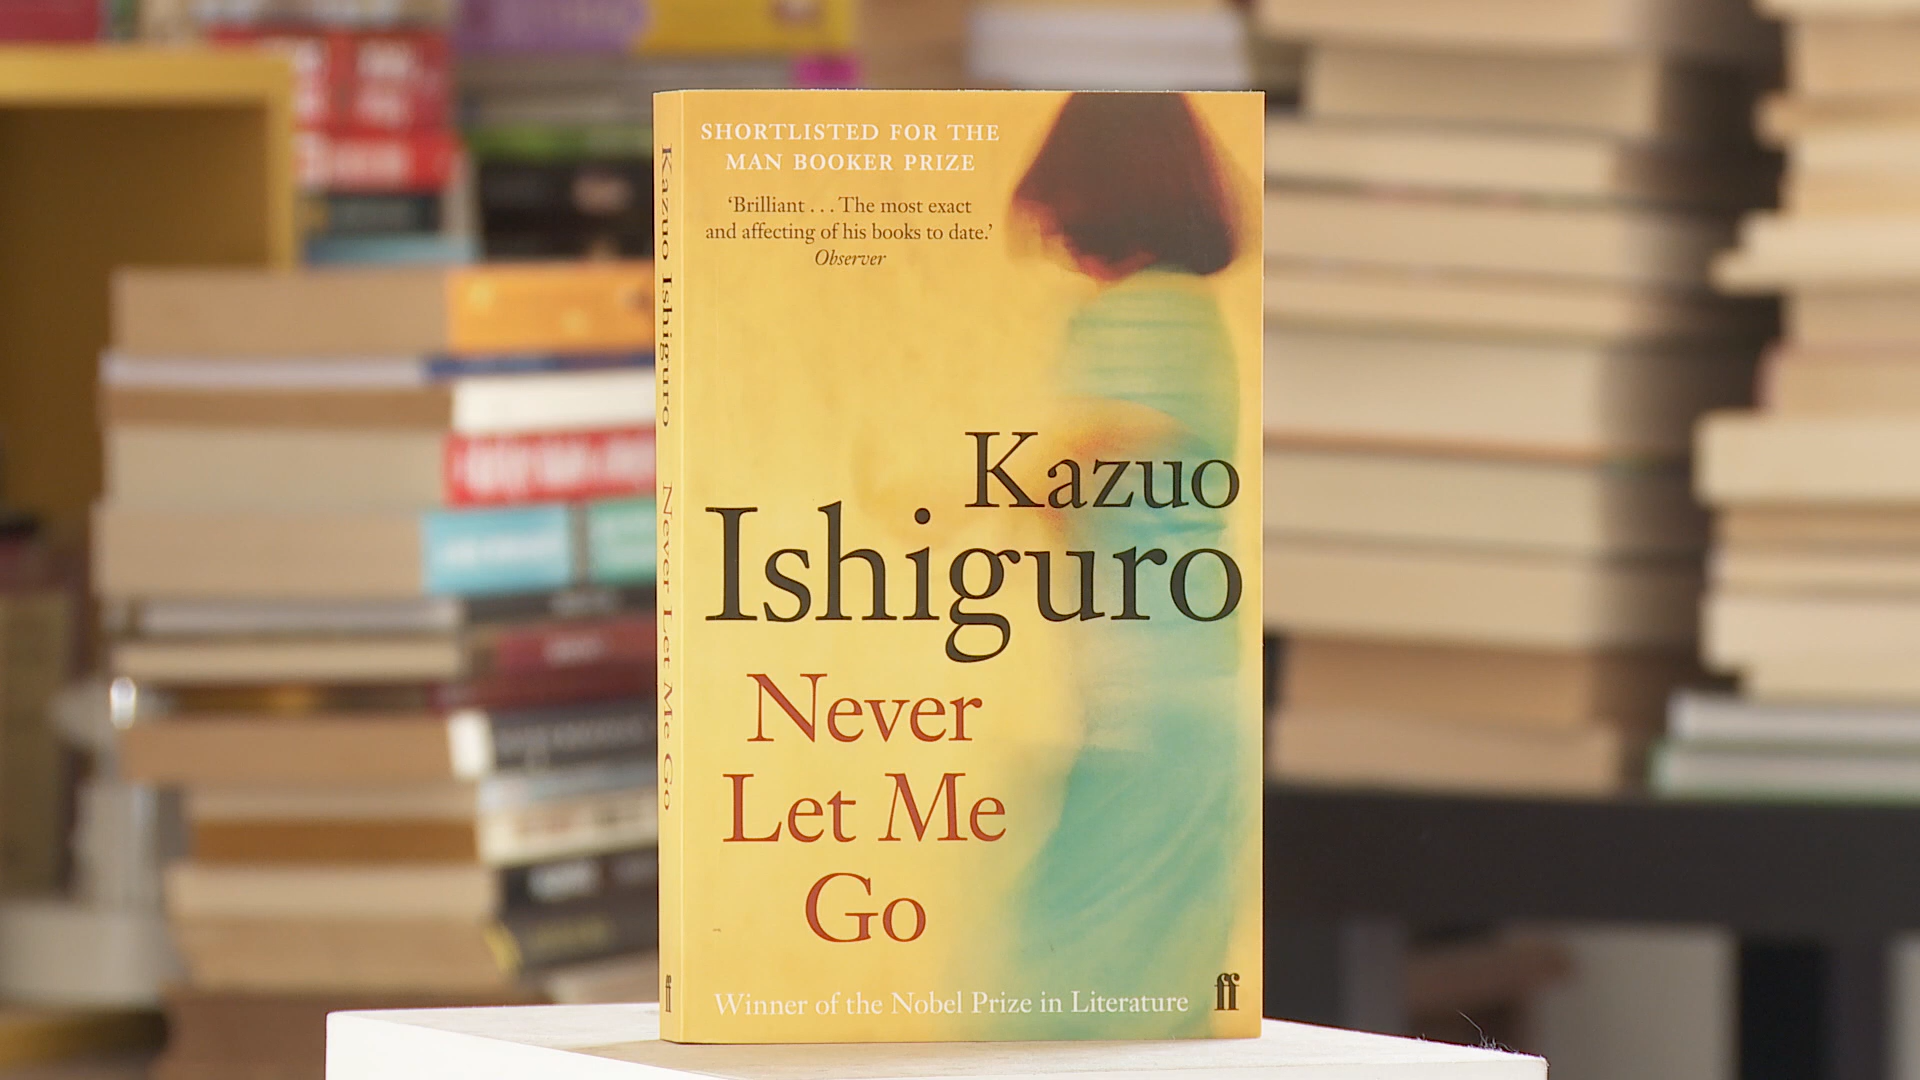 SHORTLISTED FOR THE
MAN BOOKER PRIZE
‘Brilliant . . . The most exact
and affecting of his books to date.’
Observer
Kazuo
Ishiguro
Never
Let Me
Go
Winner of the Nobel Prize in Literature
ff
Kazuo Ishiguro Never Let Me Go ff